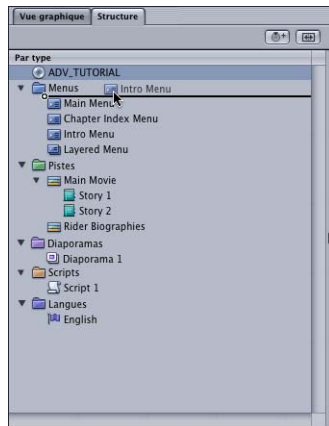 Vue graphique Structure
Par type
ADV_TUTORIAL
Menus Intro Menu
Main Menu
Chapter Index Menu
Intro Menu
Layered Menu
Pistes
Main Movie
Story 1
Story 2
Rider Biographies
Diaporamas
Diaporama 1
Scripts
Script 1
Langues
English